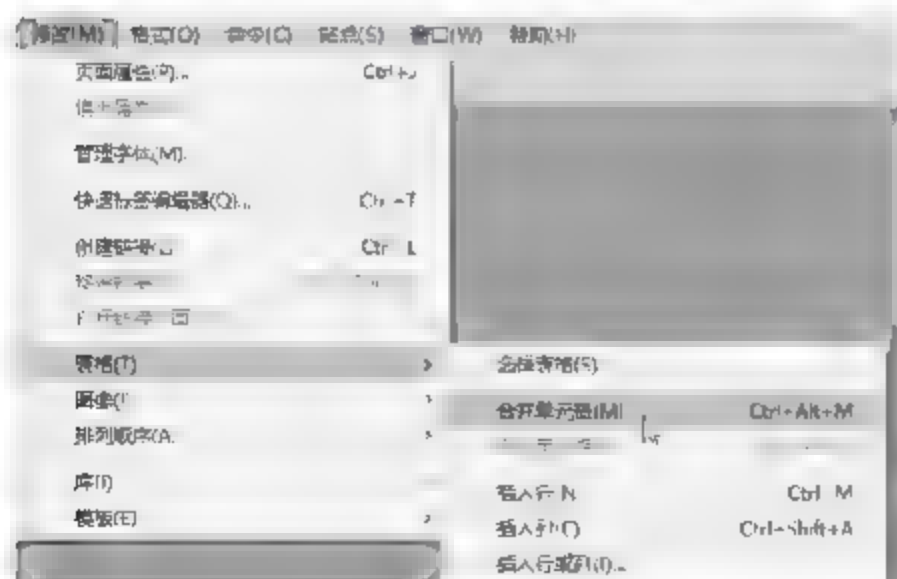 修改(M) 格式(O) 命令(C) 站点(S) 窗口(W) 帮助(H)
页面属性(P)... Ctrl+J
管理字体(M)...
快速标签编辑器(Q)... Ctrl+T
创建链接(L) Ctrl+L
表格(T)
选择表格(S)
图像(I)
合并单元格(M) Ctrl+Alt+M
排列顺序(A)
库(I)
插入行(N) Ctrl+M
模板(E)
插入列(C) Ctrl+Shift+A
插入行或列(I)...